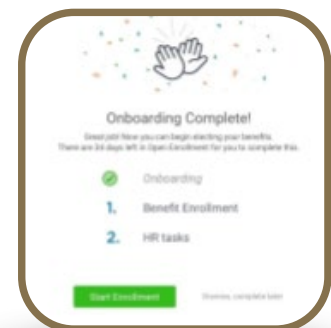 Onboarding Complete!
Great job! Now you can begin electing your benefits.
There are 34 days left in Open Enrollment for you to complete this.
Onboarding
1. Benefit Enrollment
2. HR tasks
Start Enrollment Dismiss, complete later